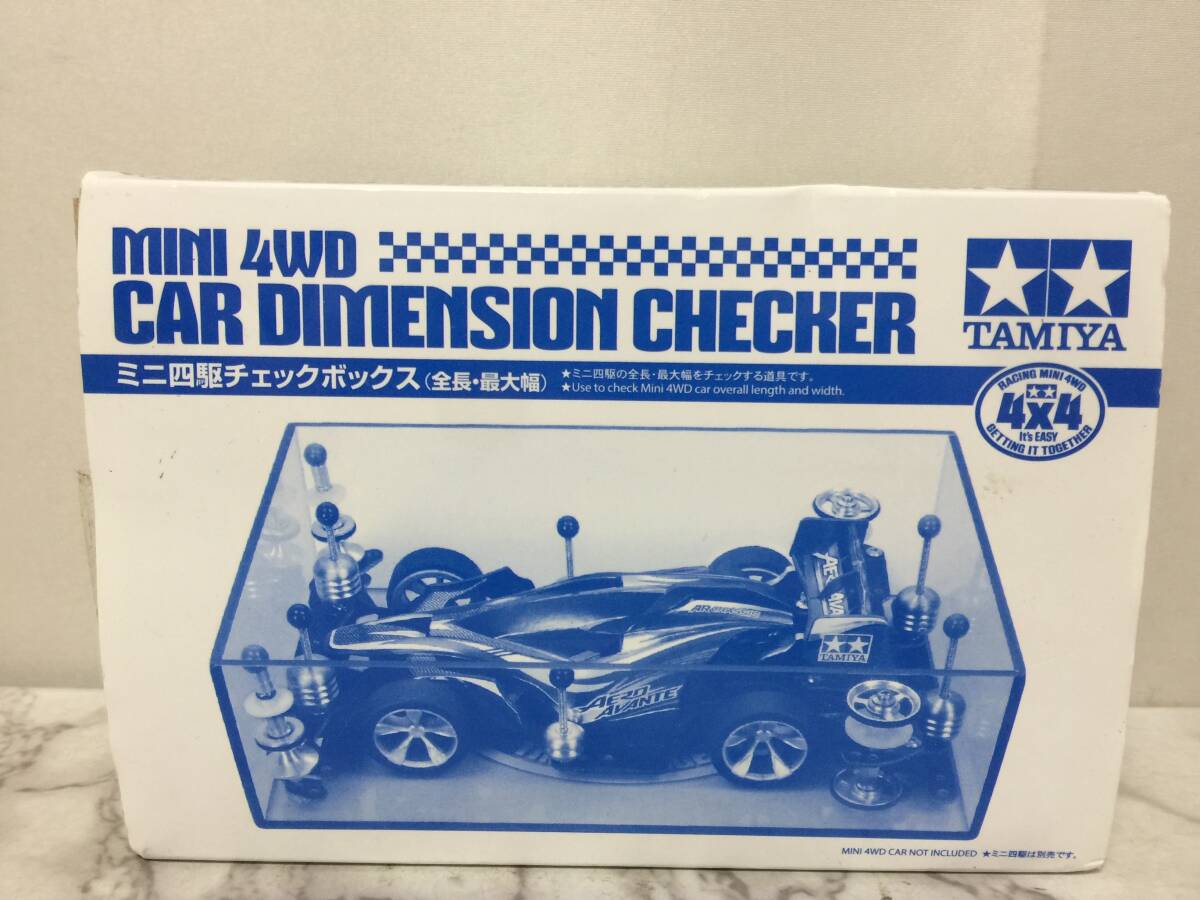 MINI 4WD
CAR DIMENSION CHECKER
TAMIYA
ミニ四駆チェックボックス（全長・最大幅）
★ミニ四駆の全長・最大幅をチェックする道具です。
★Use to check Mini 4WD car overall length and width.
RACING MINI 4WD
4x4
It's EASY
GETTING IT TOGETHER
AERO AVANTE
TAMIYA
AERO
AVANTE
MINI 4WD CAR NOT INCLUDED ★ミニ四駆は別売です。